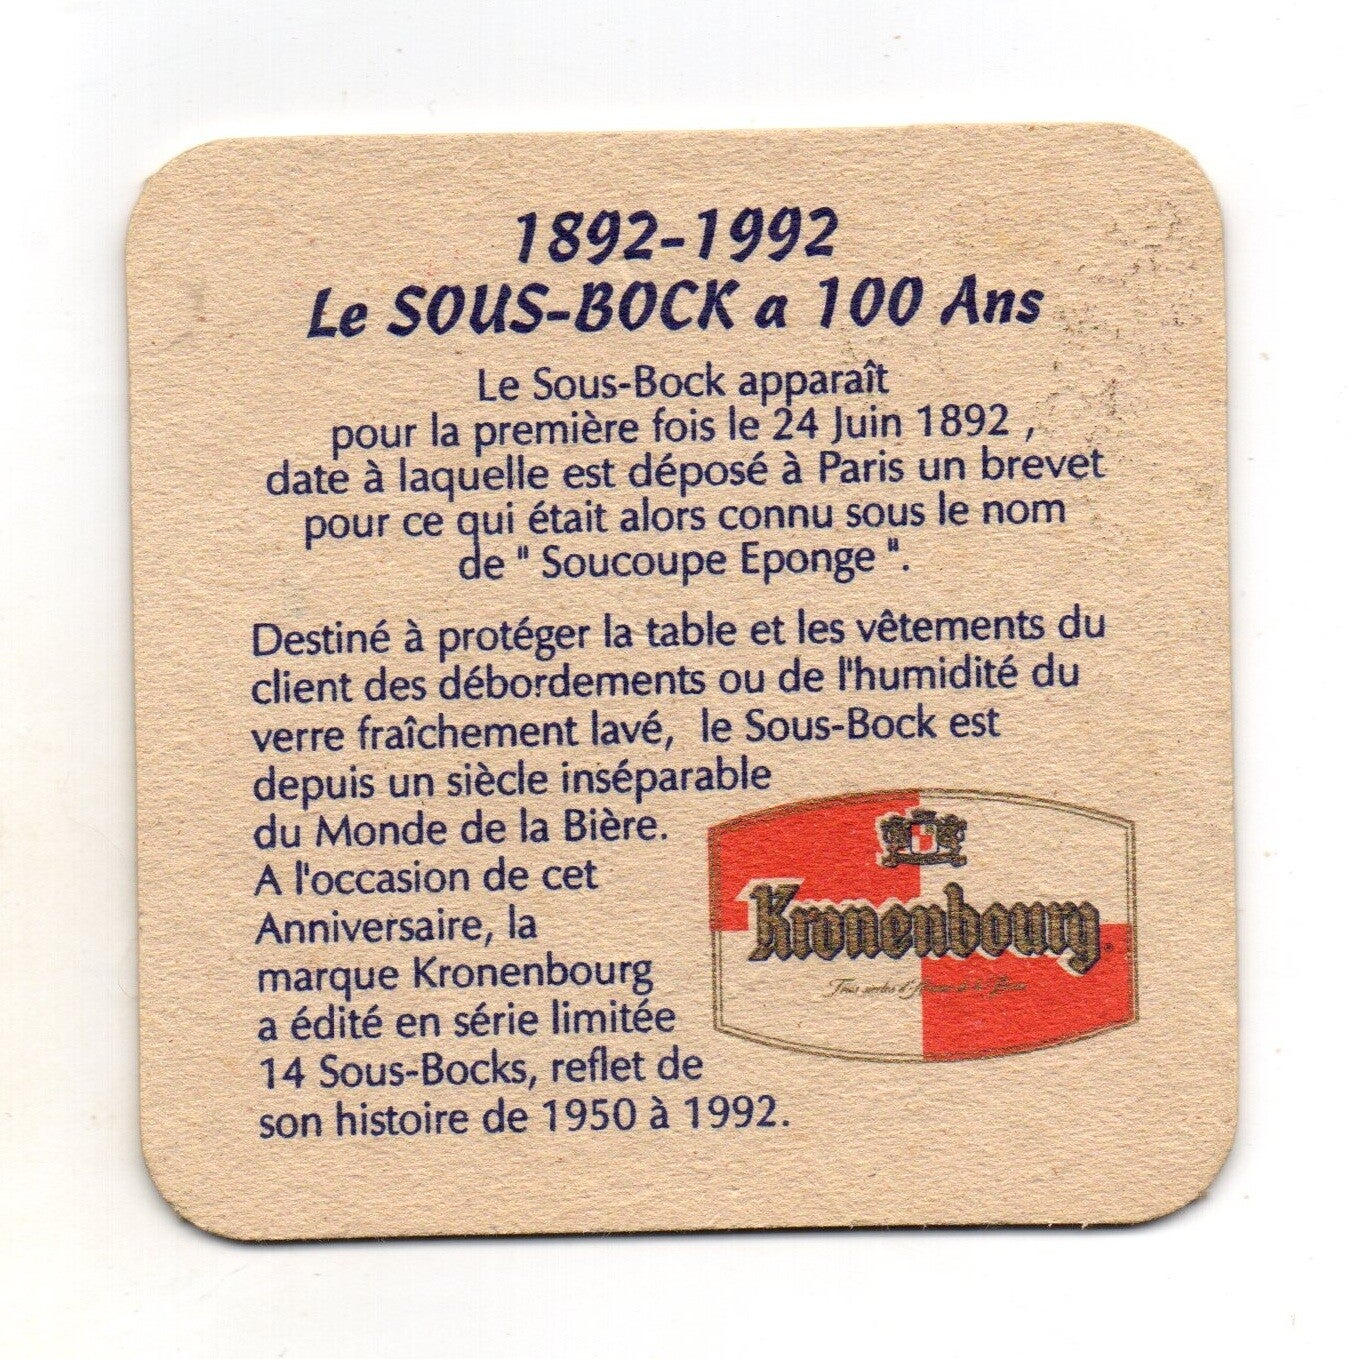 1892-1992
Le SOUS-BOCK a 100 Ans
Le Sous-Bock apparaît
pour la première fois le 24 Juin 1892 ,
date à laquelle est déposé à Paris un brevet
pour ce qui était alors connu sous le nom
de " Soucoupe Eponge ".
Destiné à protéger la table et les vêtements du
client des débordements ou de l'humidité du
verre fraîchement lavé, le Sous-Bock est
depuis un siècle inséparable
du Monde de la Bière.
A l'occasion de cet
Anniversaire, la
marque Kronenbourg
a édité en série limitée
14 Sous-Bocks, reflet de
son histoire de 1950 à 1992.
Kronenbourg